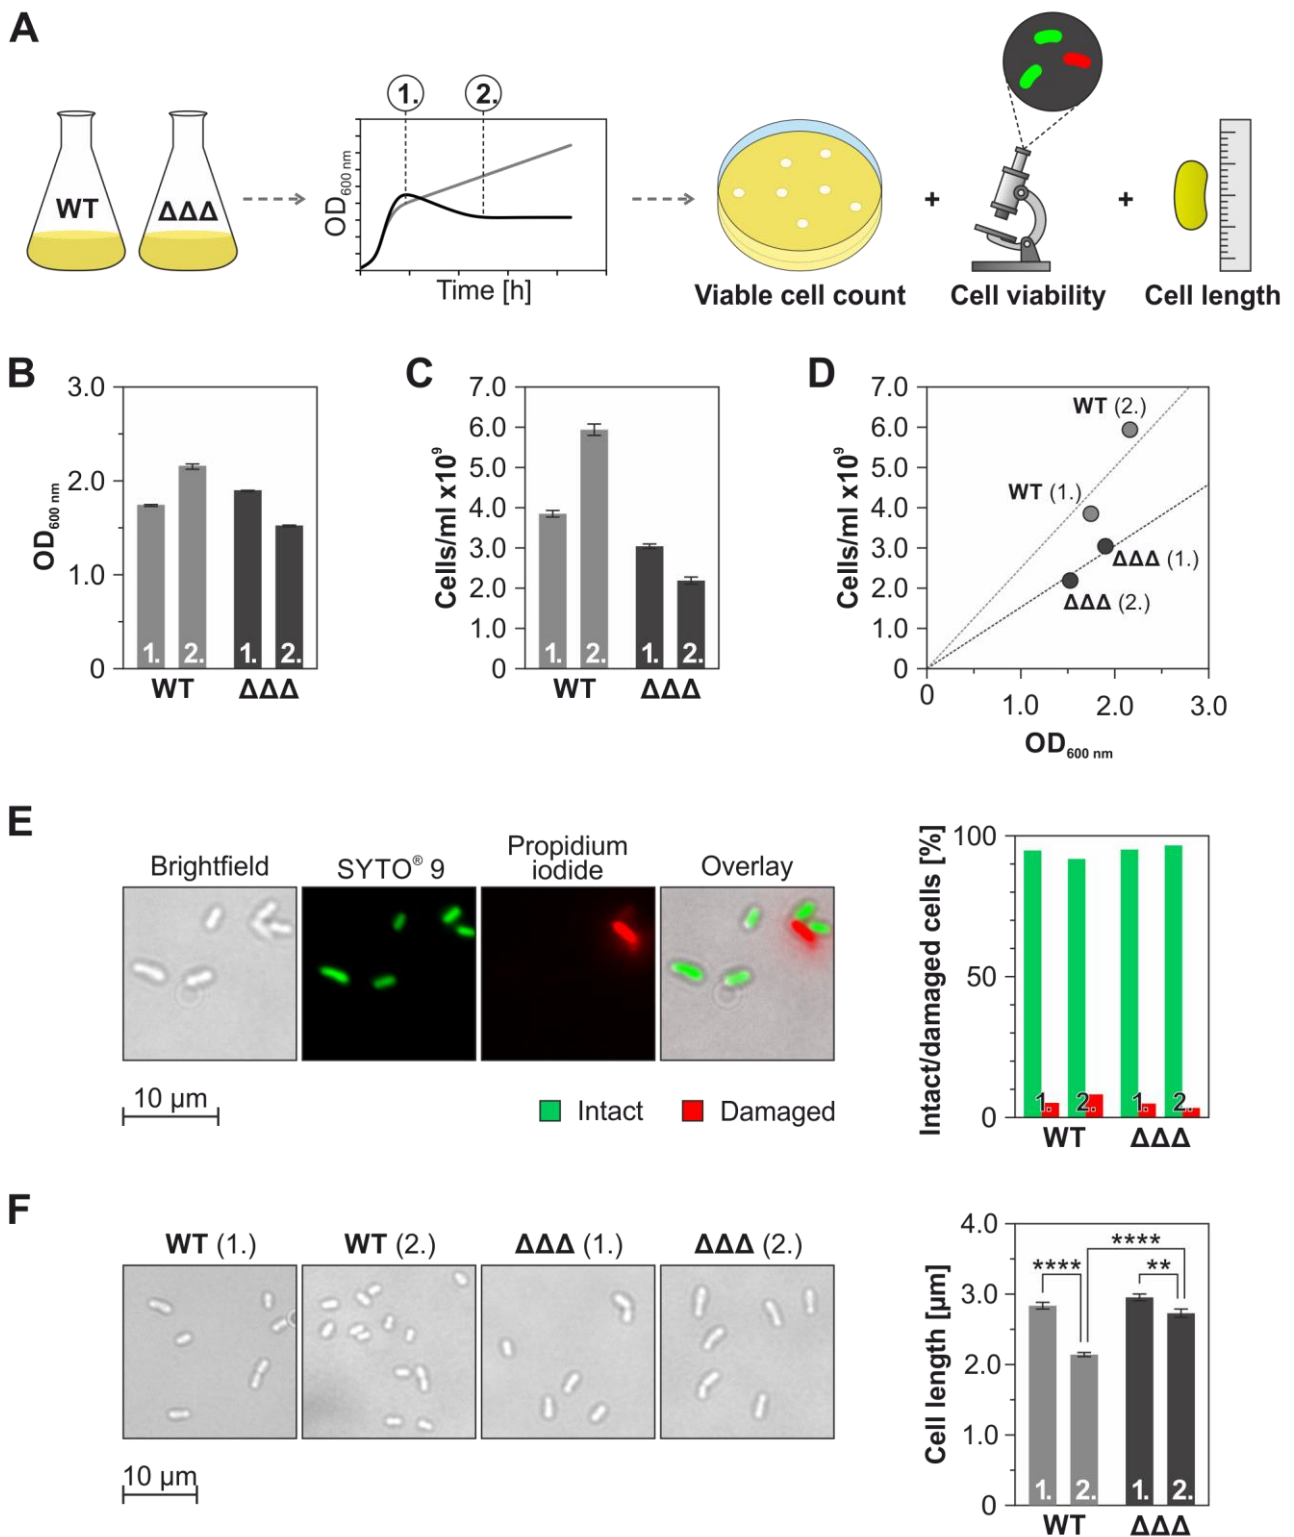 A
1.
2.
WT
ΔΔΔ
OD600 nm
Time [h]
+
+
Viable cell count
Cell viability
Cell length
B
3.0
2.0
1.0
0
OD600 nm
1.
2.
1.
2.
WT
ΔΔΔ
C
7.0
6.0
5.0
4.0
3.0
2.0
1.0
0
Cells/ml x10⁹
1.
2.
1.
2.
WT
ΔΔΔ
D
7.0
6.0
5.0
4.0
3.0
2.0
1.0
0
Cells/ml x10⁹
WT (2.)
WT (1.)
ΔΔΔ (1.)
ΔΔΔ (2.)
0
1.0
2.0
3.0
OD600 nm
E
Brightfield
SYTO® 9
Propidium
iodide
Overlay
10 µm
Intact
Damaged
Intact/damaged cells [%]
100
50
0
1.
2.
1.
2.
WT
ΔΔΔ
F
WT (1.)
WT (2.)
ΔΔΔ (1.)
ΔΔΔ (2.)
10 µm
Cell length [µm]
4.0
3.0
2.0
1.0
0
****
****
**
1.
2.
1.
2.
WT
ΔΔΔ